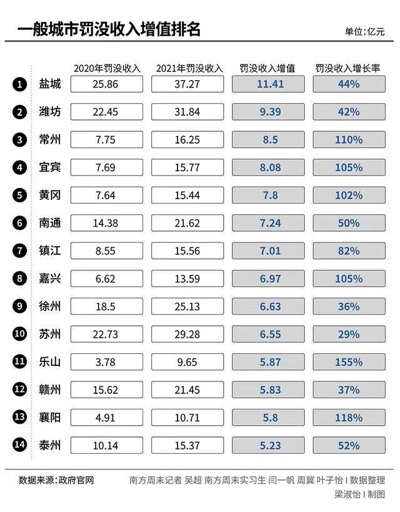 一般城市罚没收入增值排名
单位：亿元
2020年罚没收入 2021年罚没收入 罚没收入增值 罚没收入增长率
1 盐城 25.86 37.27 11.41 44%
2 潍坊 22.45 31.84 9.39 42%
3 常州 7.75 16.25 8.5 110%
4 宜宾 7.69 15.77 8.08 105%
5 黄冈 7.64 15.44 7.8 102%
6 南通 14.38 21.62 7.24 50%
7 镇江 8.55 15.56 7.01 82%
8 嘉兴 6.62 13.59 6.97 105%
9 徐州 18.5 25.13 6.63 36%
10 苏州 22.73 29.28 6.55 29%
11 乐山 3.78 9.65 5.87 155%
12 赣州 15.62 21.45 5.83 37%
13 襄阳 4.91 10.71 5.8 118%
14 泰州 10.14 15.37 5.23 52%
数据来源：政府官网 南方周末记者 吴超 南方周末实习生 闫一帆 周冀 叶子怡 | 数据整理
梁淑怡 | 制图